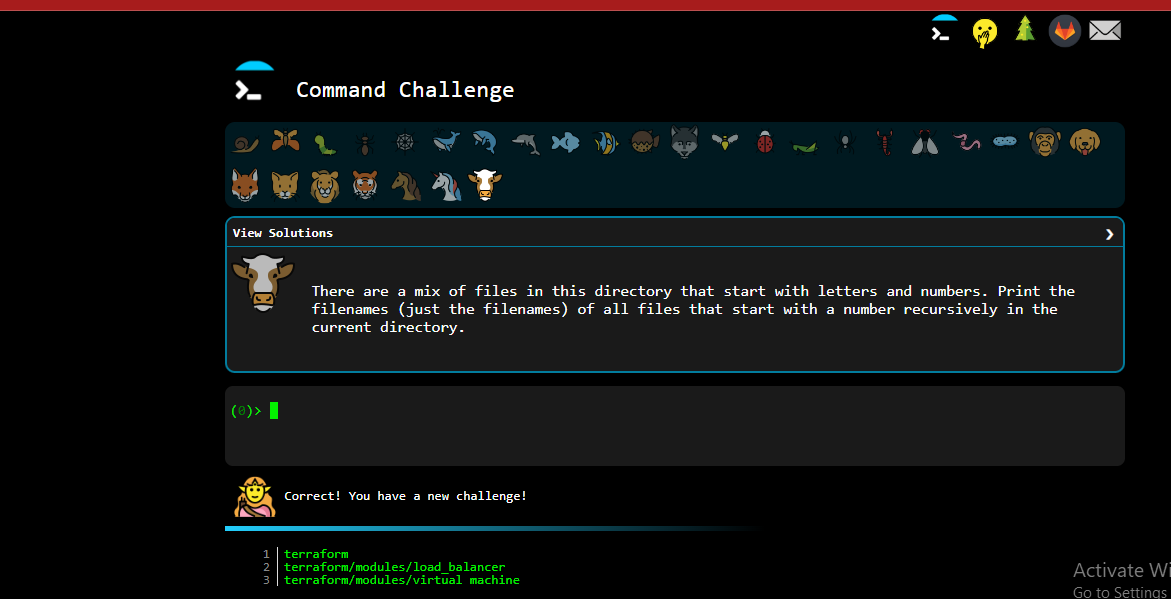 Command Challenge
View Solutions
There are a mix of files in this directory that start with letters and numbers. Print the
filenames (just the filenames) of all files that start with a number recursively in the
current directory.
(0)>
Correct! You have a new challenge!
1 terraform
2 terraform/modules/load_balancer
3 terraform/modules/virtual machine
Activate Wi
Go to Settings